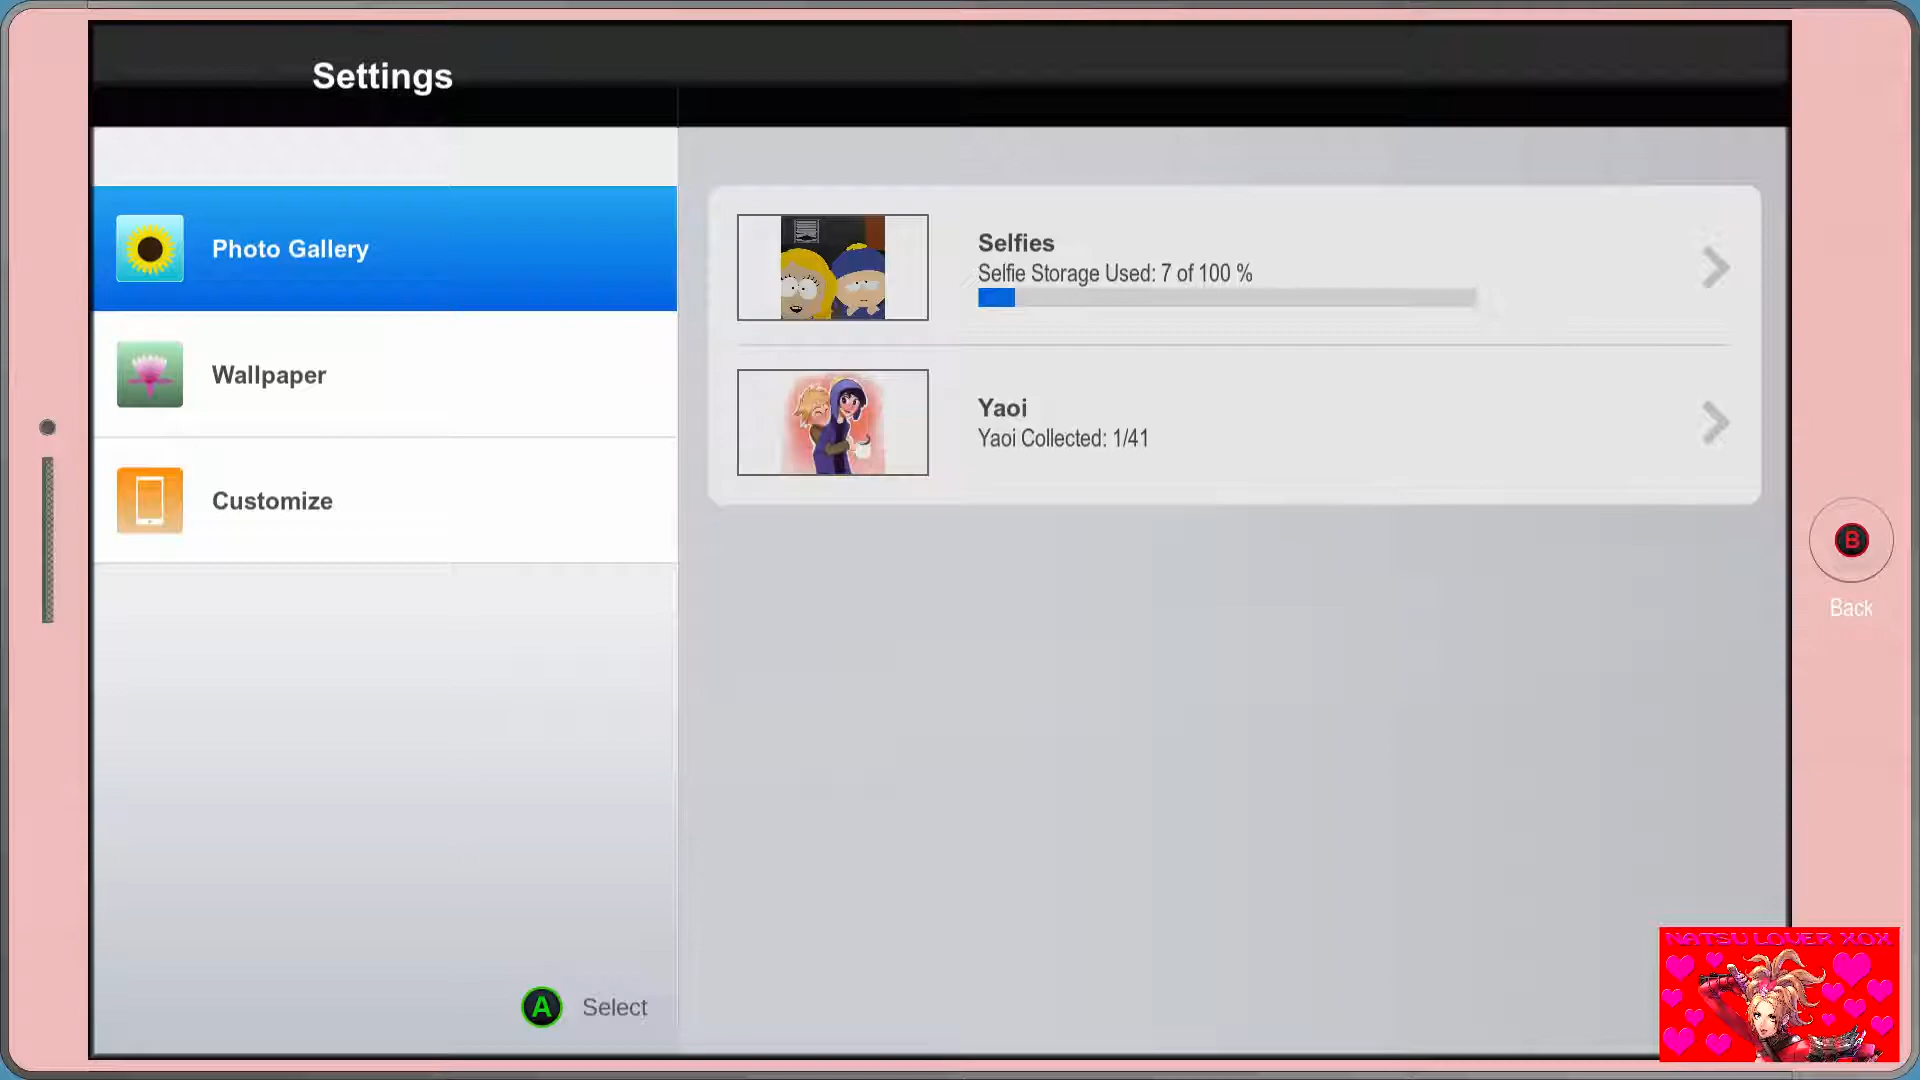 Settings
Photo Gallery
Wallpaper
Customize
Selfies
Selfie Storage Used: 7 of 100 %
Yaoi
Yaoi Collected: 1/41
B
Back
A Select
NATSU LOVER XOX